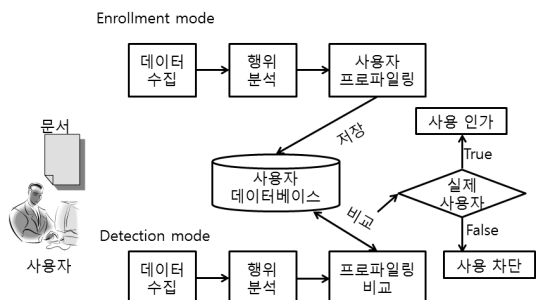 Enrollment mode
데이터
수집
행위
분석
사용자
프로파일링
문서
저장
사용 인가
True
사용자
데이터베이스
비교
실제
사용자
False
Detection mode
사용자
데이터
수집
행위
분석
프로파일링
비교
사용 차단